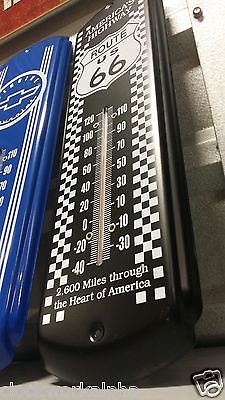 AMERICA'S
HIGHWAY
ROUTE
US
66
120 110
100 90
80 70
60 50
40 30
20 10
0 -10
-20 -30
-40
2,600 Miles through
the Heart of America
clockworkalpha